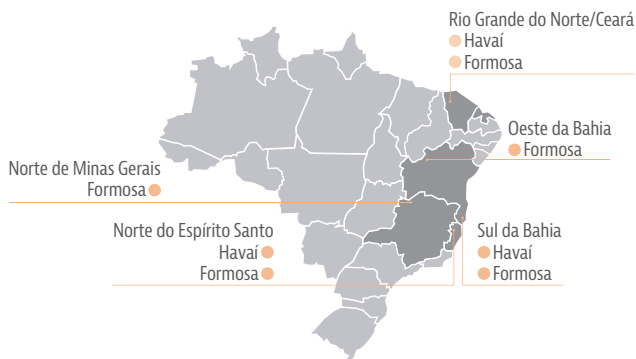 Rio Grande do Norte/Ceará
Havaí
Formosa
Oeste da Bahia
Formosa
Norte de Minas Gerais
Formosa
Norte do Espírito Santo
Havaí
Formosa
Sul da Bahia
Havaí
Formosa